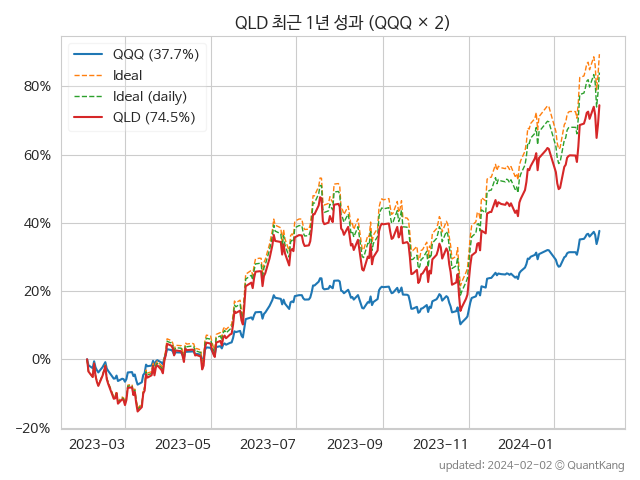 QLD 최근 1년 성과 (QQQ × 2)
QQQ (37.7%)
Ideal
Ideal (daily)
QLD (74.5%)
80%
60%
40%
20%
0%
−20%
2023−03
2023−05
2023−07
2023−09
2023−11
2024−01
updated: 2024-02-02 © QuantKang